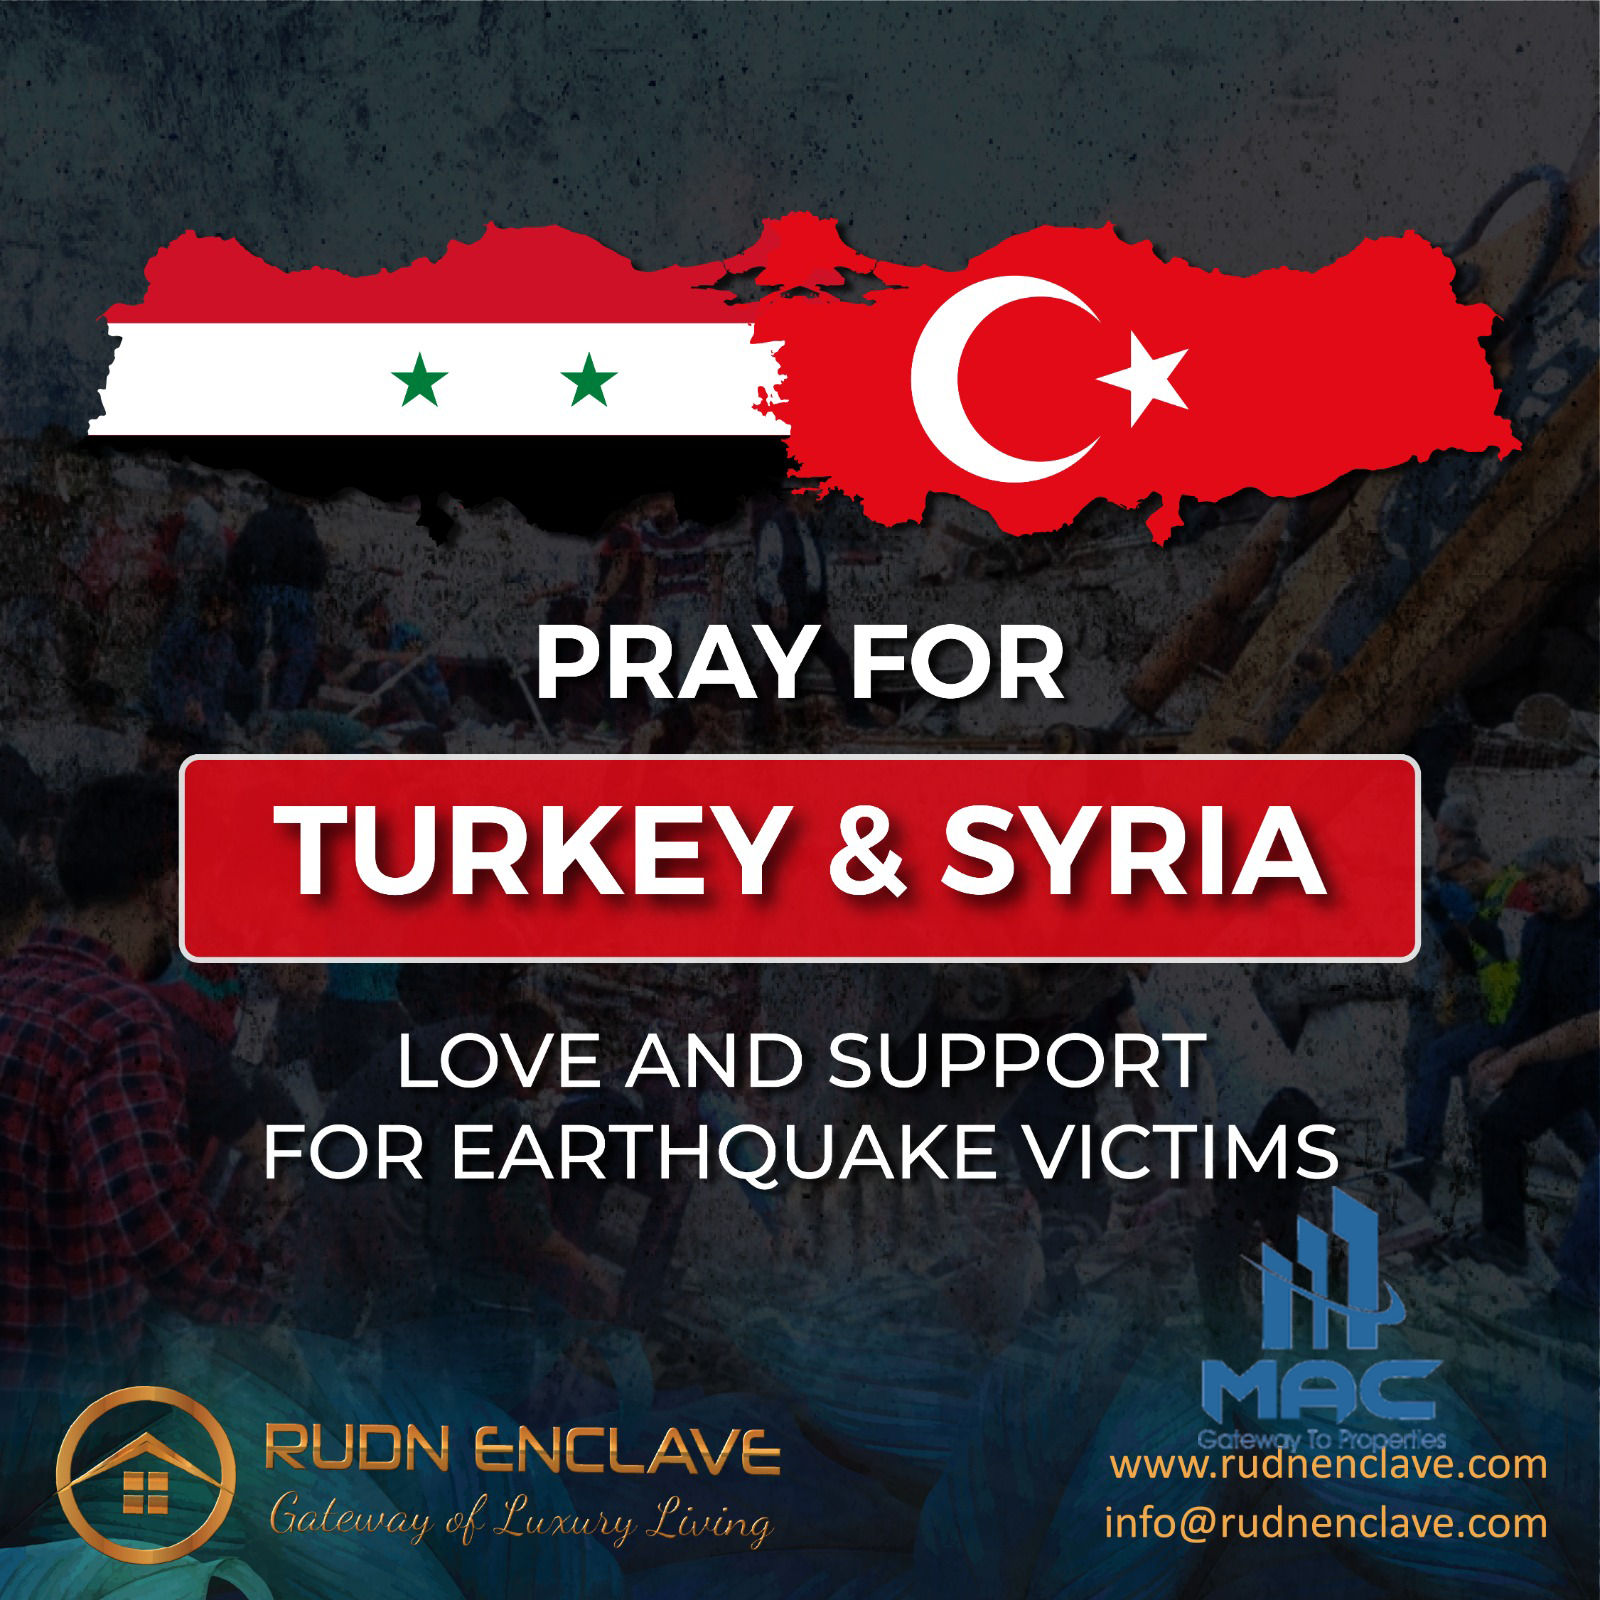 PRAY FOR
TURKEY & SYRIA
LOVE AND SUPPORT
FOR EARTHQUAKE VICTIMS
MAC
Gateway To Properties
RUDN ENCLAVE
Gateway of Luxury Living
www.rudnenclave.com
info@rudnenclave.com